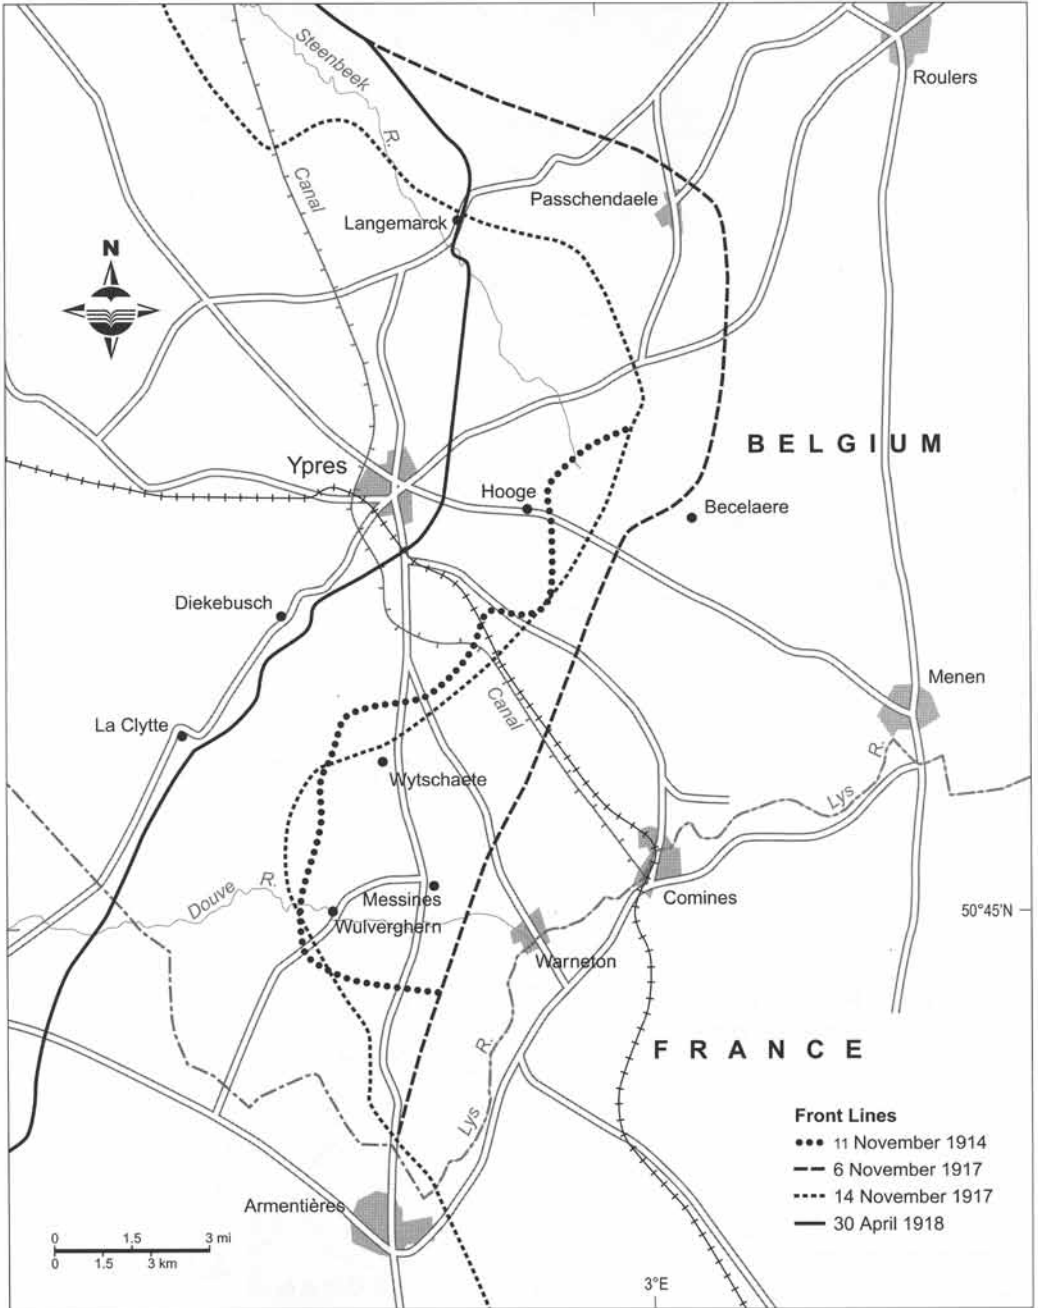 Steenbeek
R.
Roulers
Canal
Passchendaele
Langemarck
N
BELGIUM
Ypres
Hooge
Becelaere
Diekebusch
Menen
Canal
La Clytte
R.
Wytschaete
Lys
Douve
R.
Messines
Comines
Wulverghern
50°45'N
Warneton
FRANCE
R.
Lys
Front Lines
11 November 1914
6 November 1917
14 November 1917
30 April 1918
Armentières
0 1.5 3 mi
0 1.5 3 km
3°E